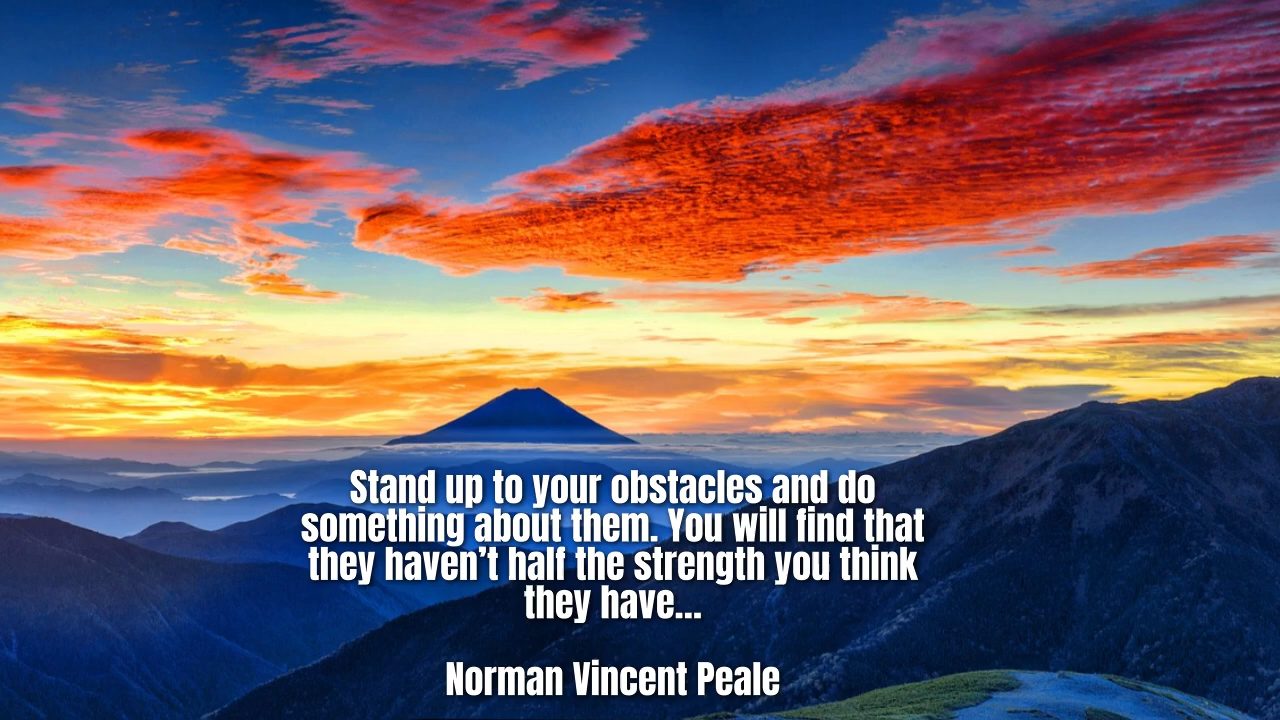 Stand up to your obstacles and do
something about them. You will find that
they haven’t half the strength you think
they have...
Norman Vincent Peale